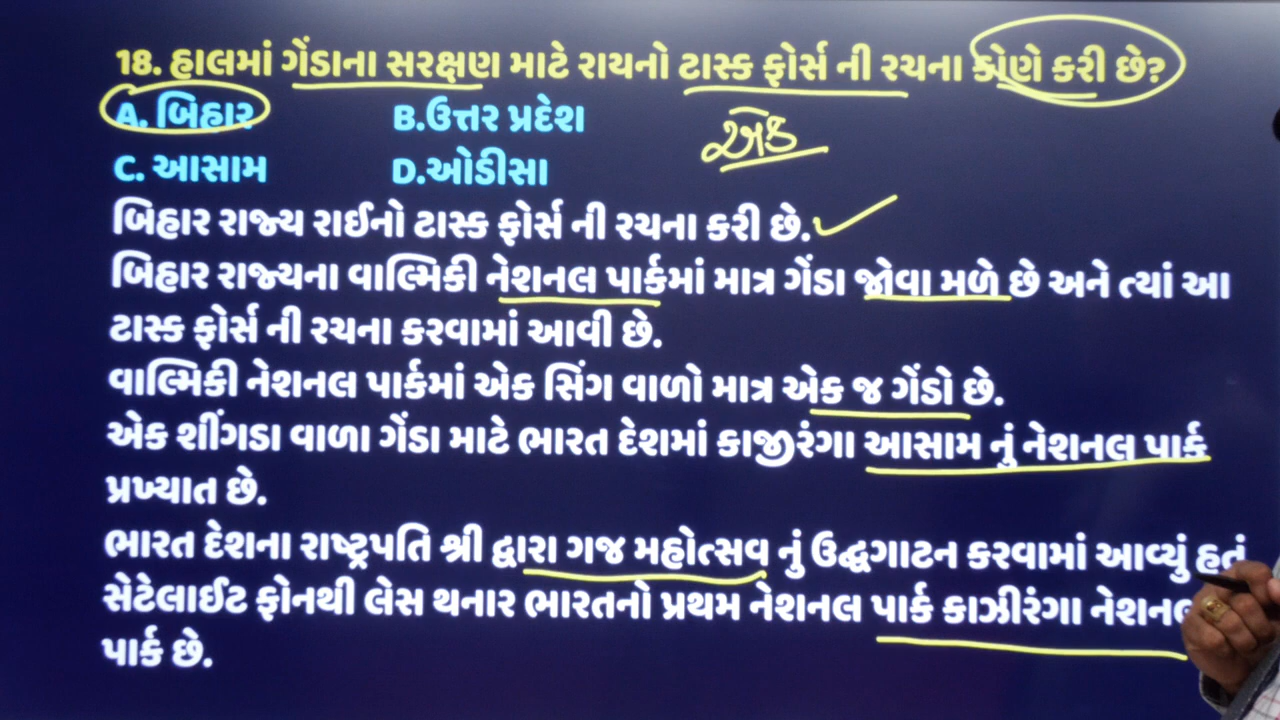 18. હાલમાં ગેંડાના સરક્ષણ માટે રાયનો ટાસ્ક ફોર્સ ની રચના કોણે કરી છે?
A. બિહાર B.ઉત્તર પ્રદેશ
એક
C. આસામ D.ઓડીસા
બિહાર રાજ્ય રાઈનો ટાસ્ક ફોર્સ ની રચના કરી છે.
બિહાર રાજ્યના વાલ્મિકી નેશનલ પાર્કમાં માત્ર ગેંડા જોવા મળે છે અને ત્યાં આ
ટાસ્ક ફોર્સ ની રચના કરવામાં આવી છે.
વાલ્મિકી નેશનલ પાર્કમાં એક સિંગ વાળો માત્ર એક જ ગેંડો છે.
એક શીંગડા વાળા ગેંડા માટે ભારત દેશમાં કાજીરંગા આસામ નું નેશનલ પાર્ક
પ્રખ્યાત છે.
ભારત દેશના રાષ્ટ્રપતિ શ્રી દ્વારા ગજ મહોત્સવ નું ઉદ્ઘગાટન કરવામાં આવ્યું હતું
સેટેલાઈટ ફોનથી લેસ થનાર ભારતનો પ્રથમ નેશનલ પાર્ક કાઝીરંગા નેશનલ
પાર્ક છે.